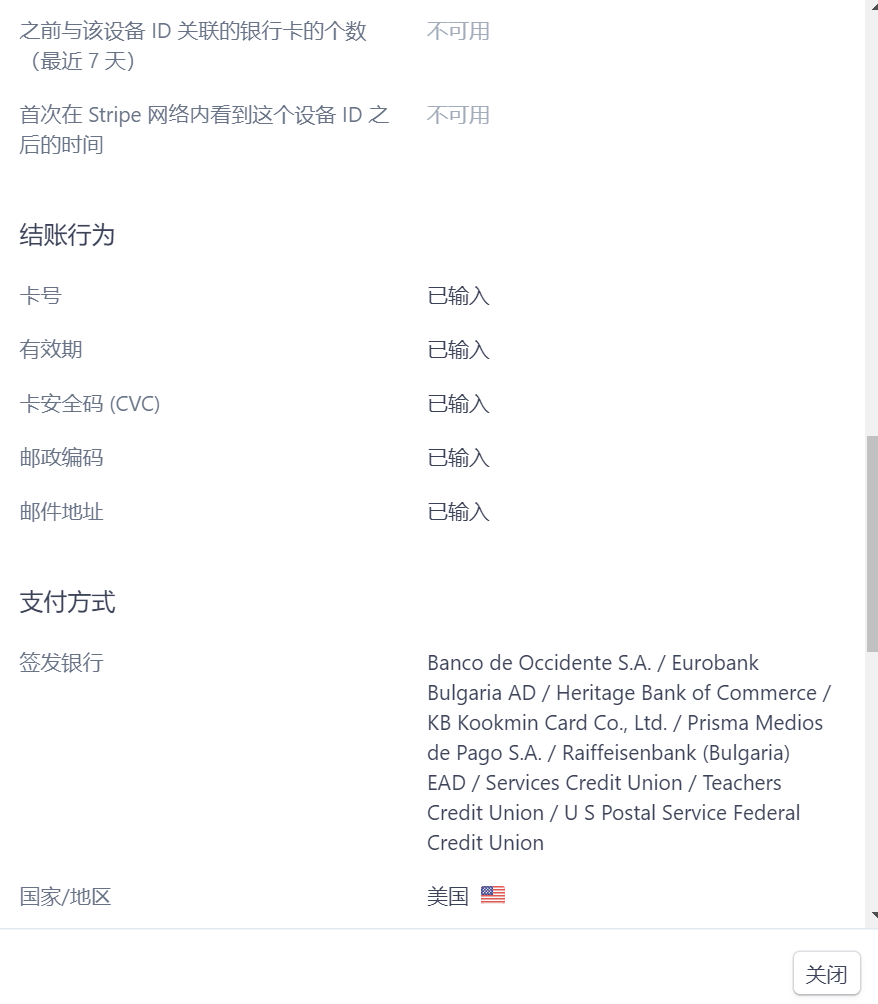 之前与该设备 ID 关联的银行卡的个数
（最近 7 天）
不可用
首次在 Stripe 网络内看到这个设备 ID 之
后的时间
不可用
结账行为
卡号
已输入
有效期
已输入
卡安全码 (CVC)
已输入
邮政编码
已输入
邮件地址
已输入
支付方式
签发银行
Banco de Occidente S.A. / Eurobank
Bulgaria AD / Heritage Bank of Commerce /
KB Kookmin Card Co., Ltd. / Prisma Medios
de Pago S.A. / Raiffeisenbank (Bulgaria)
EAD / Services Credit Union / Teachers
Credit Union / U S Postal Service Federal
Credit Union
国家/地区
美国
关闭